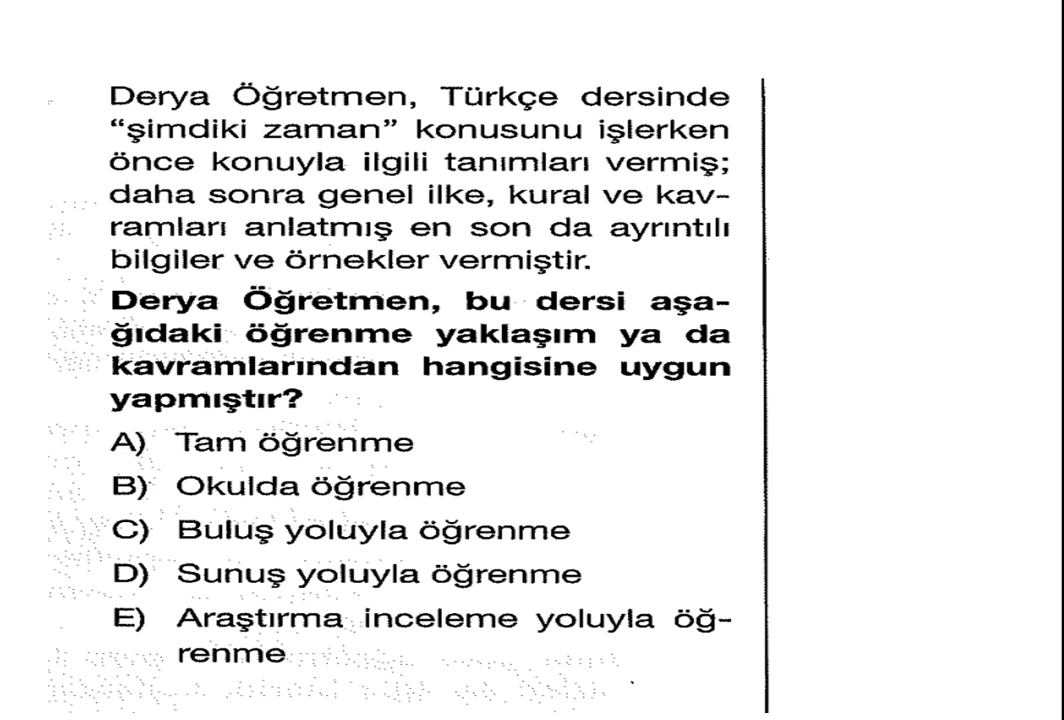 Derya Öğretmen, Türkçe dersinde
“şimdiki zaman” konusunu işlerken
önce konuyla ilgili tanımları vermiş;
daha sonra genel ilke, kural ve kav-
ramları anlatmış en son da ayrıntılı
bilgiler ve örnekler vermiştir.
Derya Öğretmen, bu dersi aşa-
ğıdaki öğrenme yaklaşım ya da
kavramlarından hangisine uygun
yapmıştır?
A) Tam öğrenme
B) Okulda öğrenme
C) Buluş yoluyla öğrenme
D) Sunuş yoluyla öğrenme
E) Araştırma inceleme yoluyla öğ-
renme